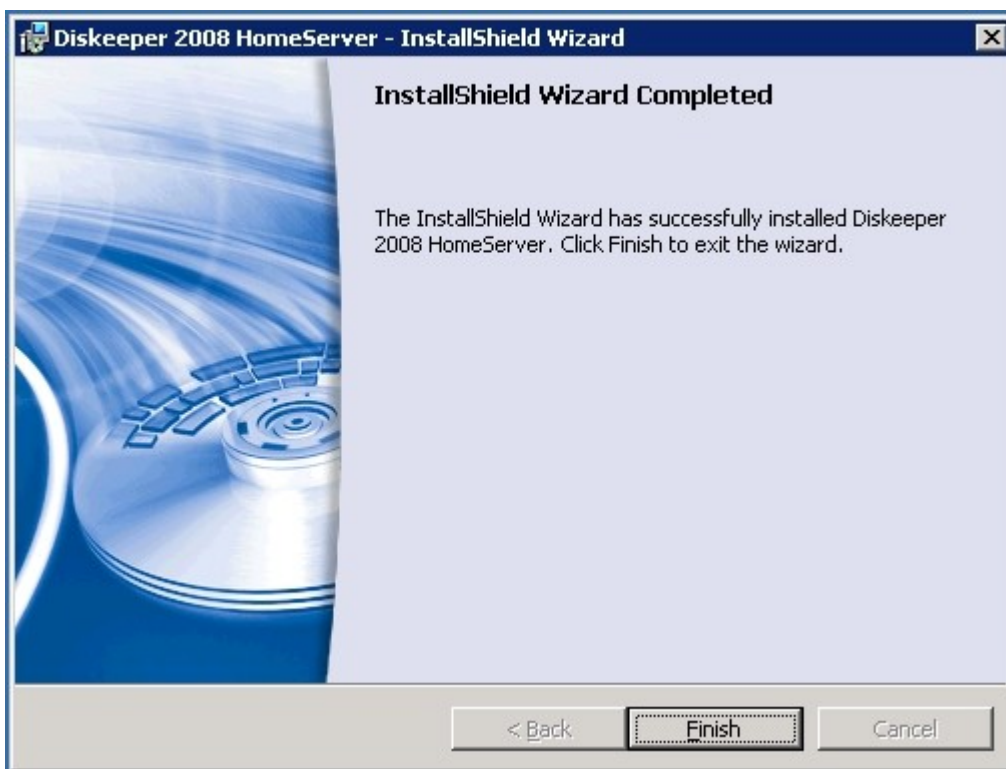 Diskeeper 2008 HomeServer - InstallShield Wizard
InstallShield Wizard Completed
The InstallShield Wizard has successfully installed Diskeeper
2008 HomeServer. Click Finish to exit the wizard.
< Back Finish Cancel